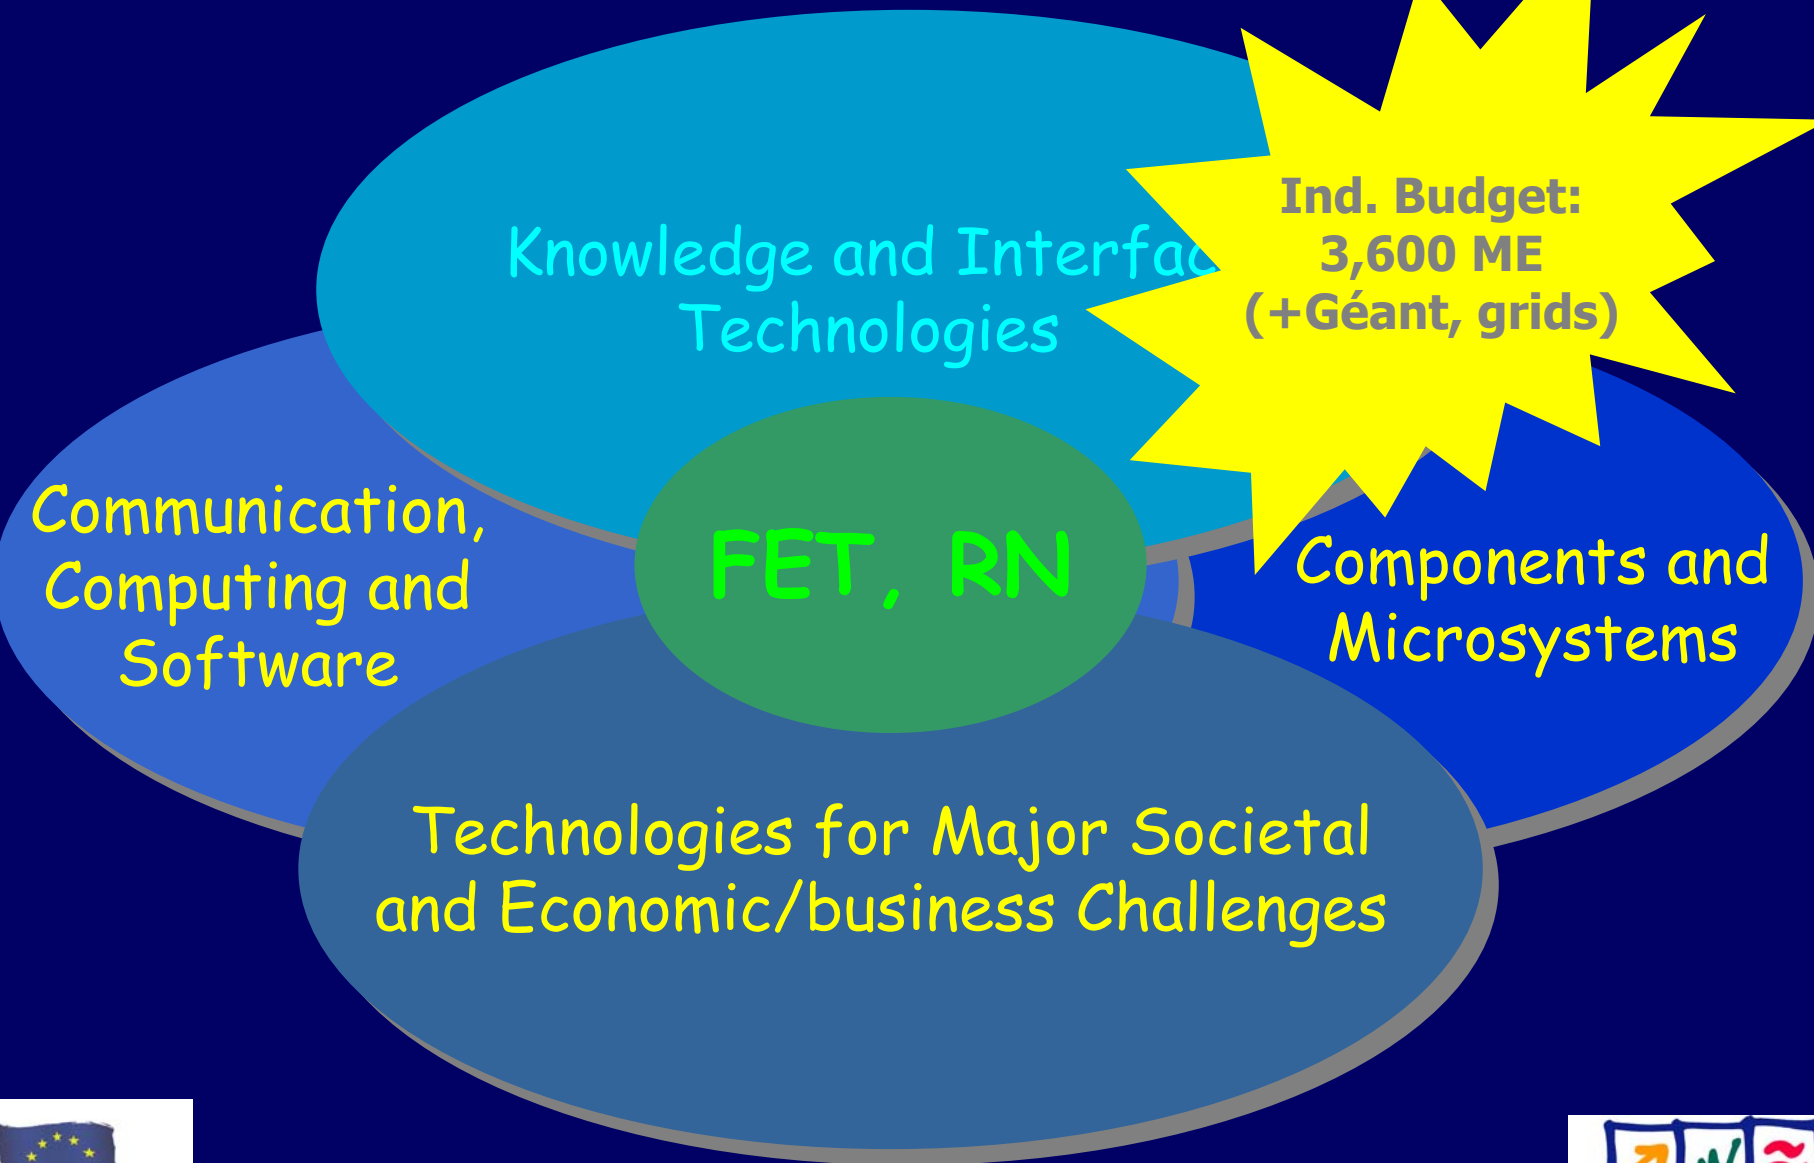 Knowledge and Interfac
Technologies
Ind. Budget:
3,600 ME
(+Géant, grids)
Communication,
Computing and
Software
FET, RN
Components and
Microsystems
Technologies for Major Societal
and Economic/business Challenges